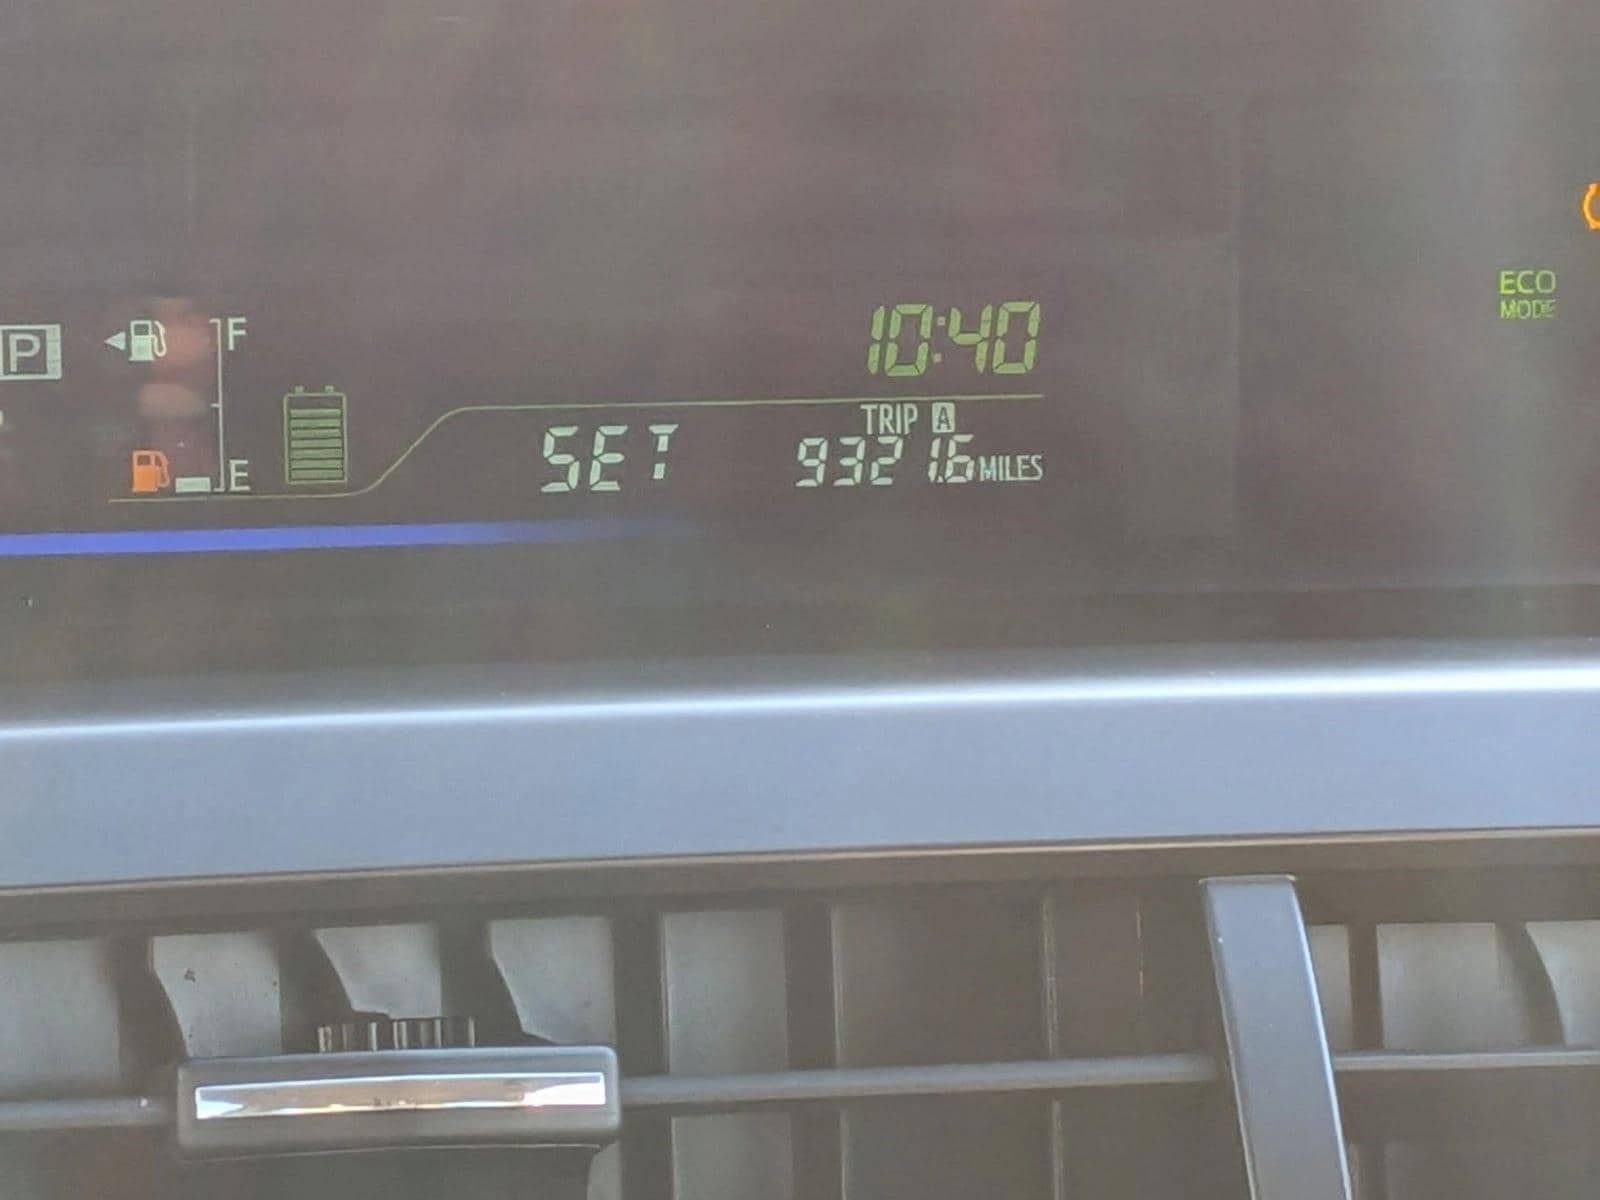 10:40
ECO
MODE
P
F
TRIP A
E
SET
9321.6 MILES